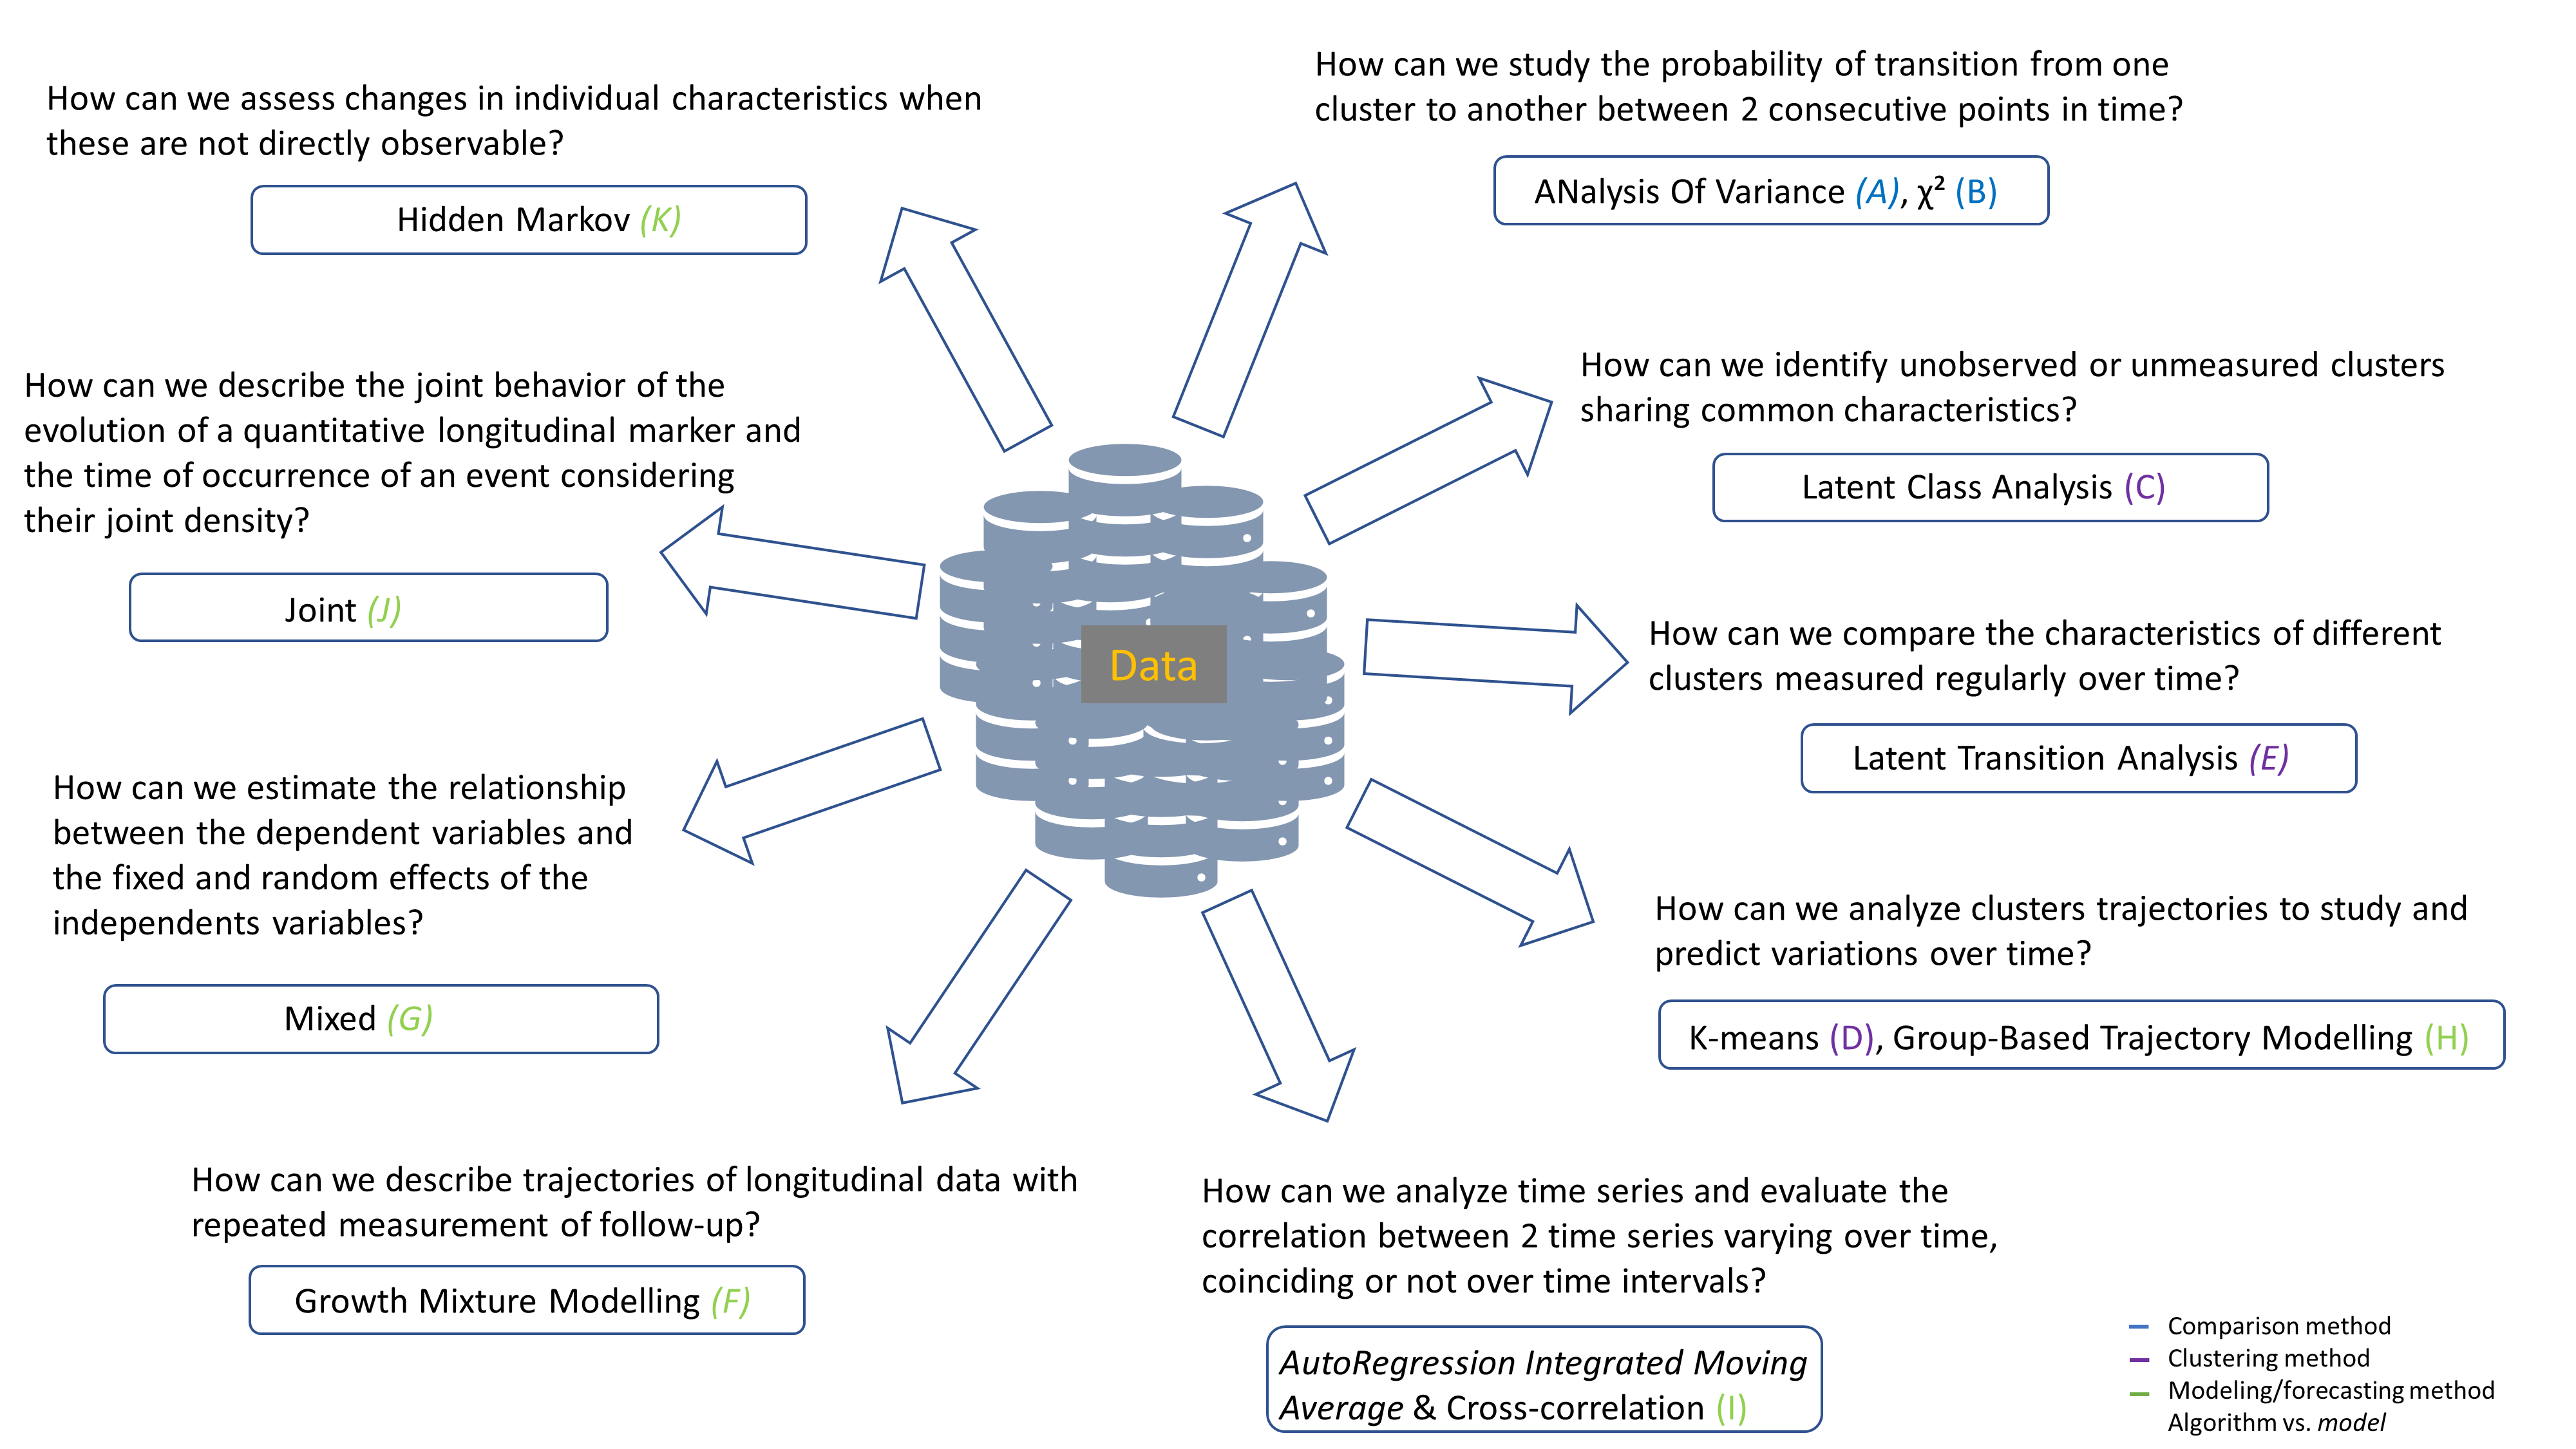 How can we assess changes in individual characteristics when
these are not directly observable?
Hidden Markov (K)
How can we study the probability of transition from one
cluster to another between 2 consecutive points in time?
ANalysis Of Variance (A), χ² (B)
How can we describe the joint behavior of the
evolution of a quantitative longitudinal marker and
the time of occurrence of an event considering
their joint density?
Joint (J)
How can we identify unobserved or unmeasured clusters
sharing common characteristics?
Latent Class Analysis (C)
Data
How can we compare the characteristics of different
clusters measured regularly over time?
Latent Transition Analysis (E)
How can we estimate the relationship
between the dependent variables and
the fixed and random effects of the
independents variables?
Mixed (G)
How can we analyze clusters trajectories to study and
predict variations over time?
K-means (D), Group-Based Trajectory Modelling (H)
How can we describe trajectories of longitudinal data with
repeated measurement of follow-up?
Growth Mixture Modelling (F)
How can we analyze time series and evaluate the
correlation between 2 time series varying over time,
coinciding or not over time intervals?
AutoRegression Integrated Moving
Average & Cross-correlation (I)
Comparison method
Clustering method
Modeling/forecasting method
Algorithm vs. model